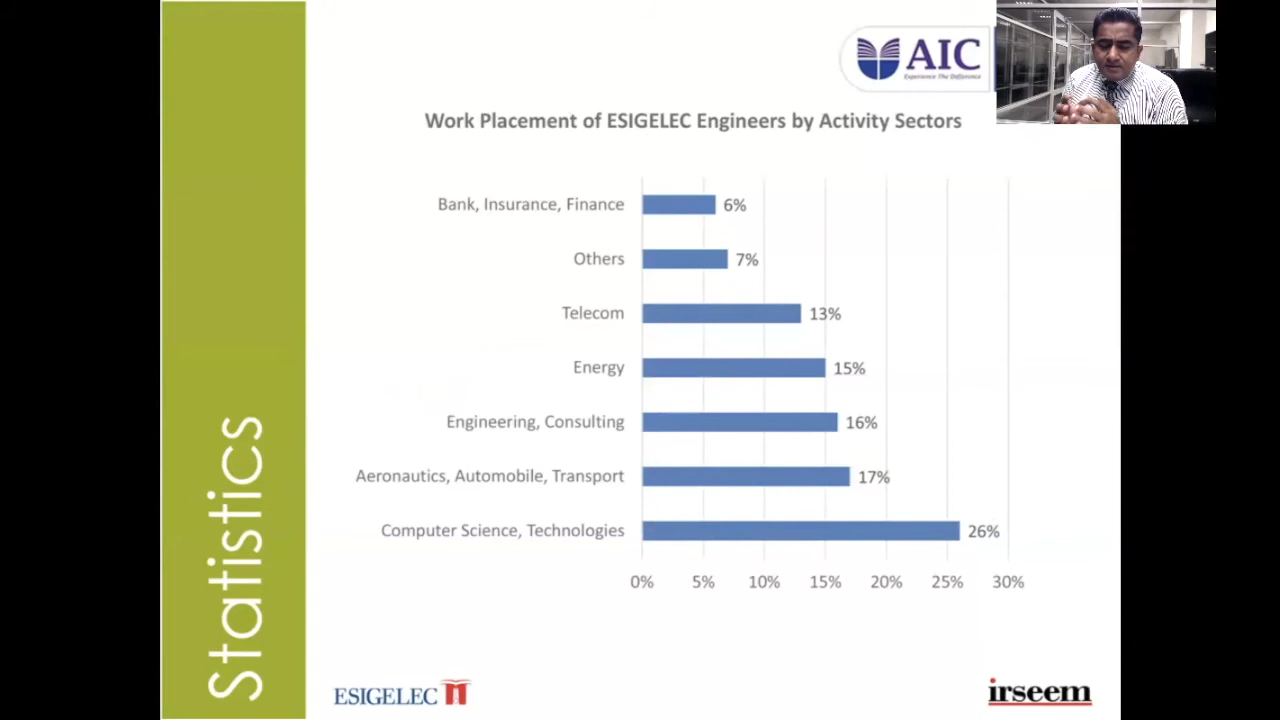 AIC
Experience The Difference
Work Placement of ESIGELEC Engineers by Activity Sectors
Bank, Insurance, Finance 6%
Others 7%
Telecom 13%
Energy 15%
Engineering, Consulting 16%
Aeronautics, Automobile, Transport 17%
Computer Science, Technologies 26%
0% 5% 10% 15% 20% 25% 30%
Statistics
ESIGELEC
irseem